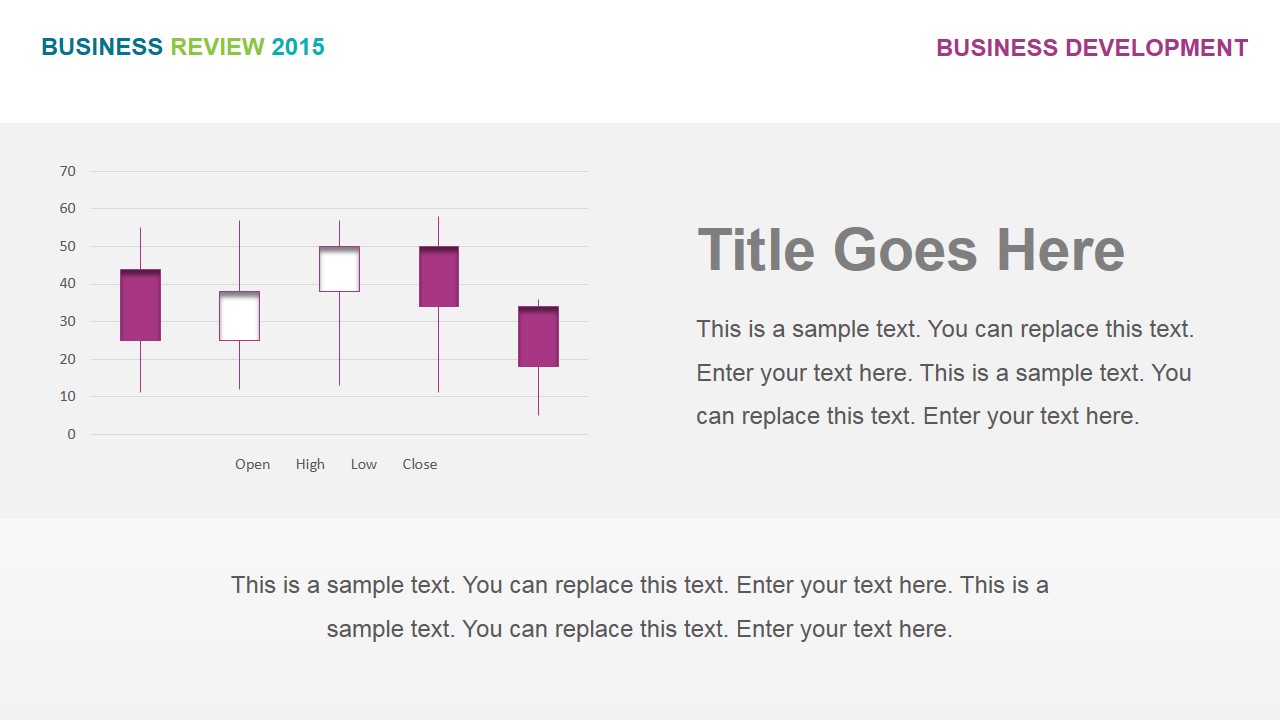 BUSINESS REVIEW 2015
BUSINESS DEVELOPMENT
70
60
50
40
30
20
10
0
Open High Low Close
Title Goes Here
This is a sample text. You can replace this text.
Enter your text here. This is a sample text. You
can replace this text. Enter your text here.
This is a sample text. You can replace this text. Enter your text here. This is a
sample text. You can replace this text. Enter your text here.